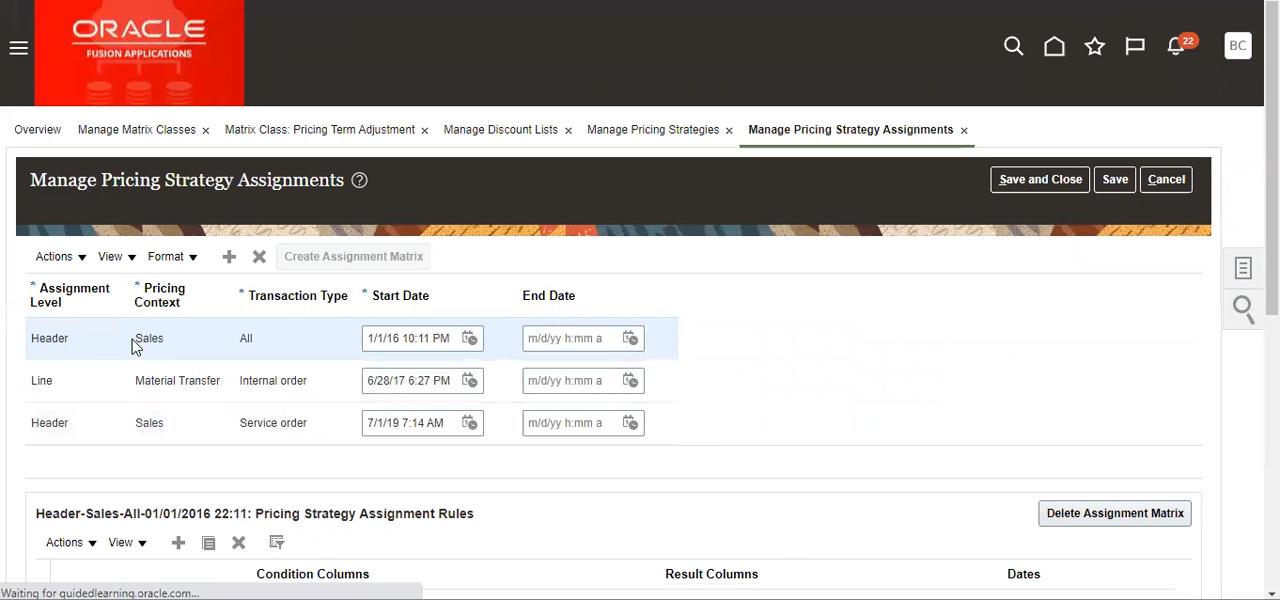 ORACLE
FUSION APPLICATIONS
22
BC
Overview Manage Matrix Classes × Matrix Class: Pricing Term Adjustment × Manage Discount Lists × Manage Pricing Strategies × Manage Pricing Strategy Assignments ×
Manage Pricing Strategy Assignments ?
Save and Close Save Cancel
Actions View Format Create Assignment Matrix
* Assignment Level * Pricing Context * Transaction Type * Start Date End Date
Header Sales All 1/1/16 10:11 PM m/d/yy h:mm a
Line Material Transfer Internal order 6/28/17 6:27 PM m/d/yy h:mm a
Header Sales Service order 7/1/19 7:14 AM m/d/yy h:mm a
Header-Sales-All-01/01/2016 22:11: Pricing Strategy Assignment Rules Delete Assignment Matrix
Actions View
Condition Columns Result Columns Dates
Waiting for guidedlearning.oracle.com...